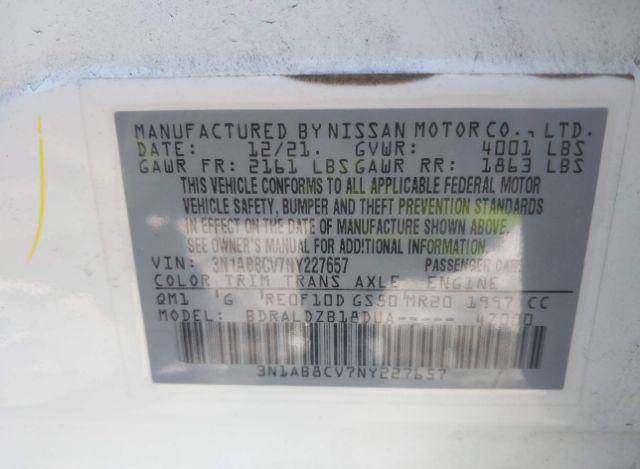 MANUFACTURED BY NISSAN MOTOR CO., LTD.
DATE: 12/21. GVWR: 4001 LBS
GAWR FR: 2161 LBS GAWR RR: 1863 LBS
THIS VEHICLE CONFORMS TO ALL APPLICABLE FEDERAL MOTOR
VEHICLE SAFETY, BUMPER AND THEFT PREVENTION STANDARDS
IN EFFECT ON THE DATE OF MANUFACTURE SHOWN ABOVE.
SEE OWNER'S MANUAL FOR ADDITIONAL INFORMATION
VIN: 3N1AB8CV7NY227657 PASSENGER CAR
COLOR TRIM TRANS AXLE ENGINE
QM1 G RE0F10D GS50 MR20 1997 CC
MODEL: BDRALDZB18DUA----- 47000
3N1AB8CV7NY227657